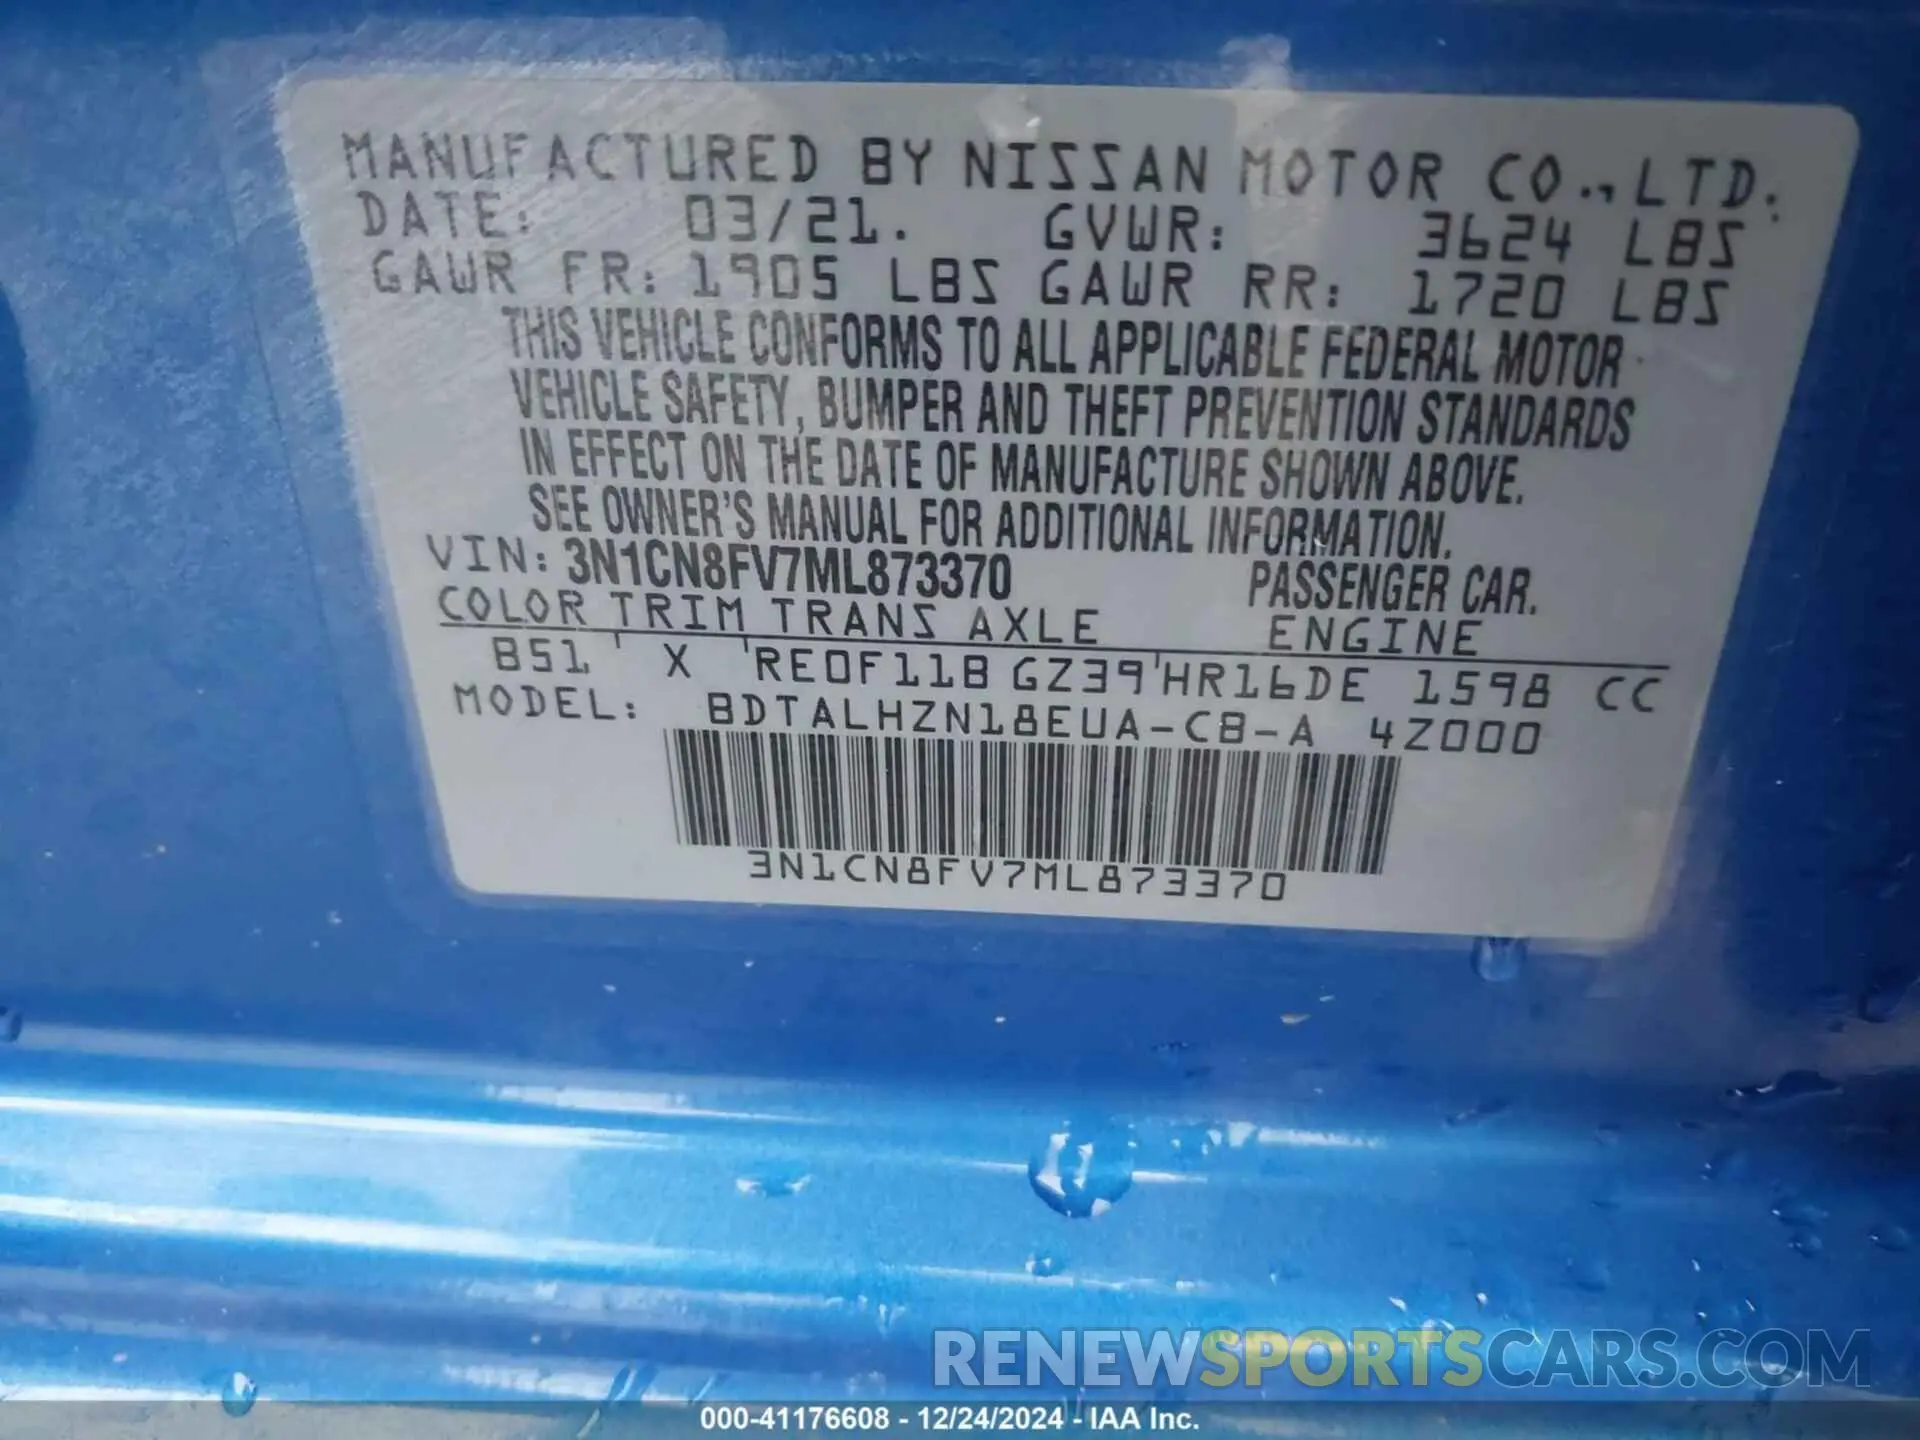 MANUFACTURED BY NISSAN MOTOR CO., LTD.
DATE: 03/21. GVWR: 3624 LBS
GAWR FR: 1905 LBS GAWR RR: 1720 LBS
THIS VEHICLE CONFORMS TO ALL APPLICABLE FEDERAL MOTOR
VEHICLE SAFETY, BUMPER AND THEFT PREVENTION STANDARDS
IN EFFECT ON THE DATE OF MANUFACTURE SHOWN ABOVE.
SEE OWNER'S MANUAL FOR ADDITIONAL INFORMATION.
VIN: 3N1CN8FV7ML873370 PASSENGER CAR.
COLOR TRIM TRANS AXLE ENGINE
B51 X RE0F11B GZ39 HR16DE 1598 CC
MODEL: BDTALHZN18EUA-CB-A 4Z000
3N1CN8FV7ML873370
RENEWSPORTSCARS.COM
000-41176608 - 12/24/2024 - IAA Inc.